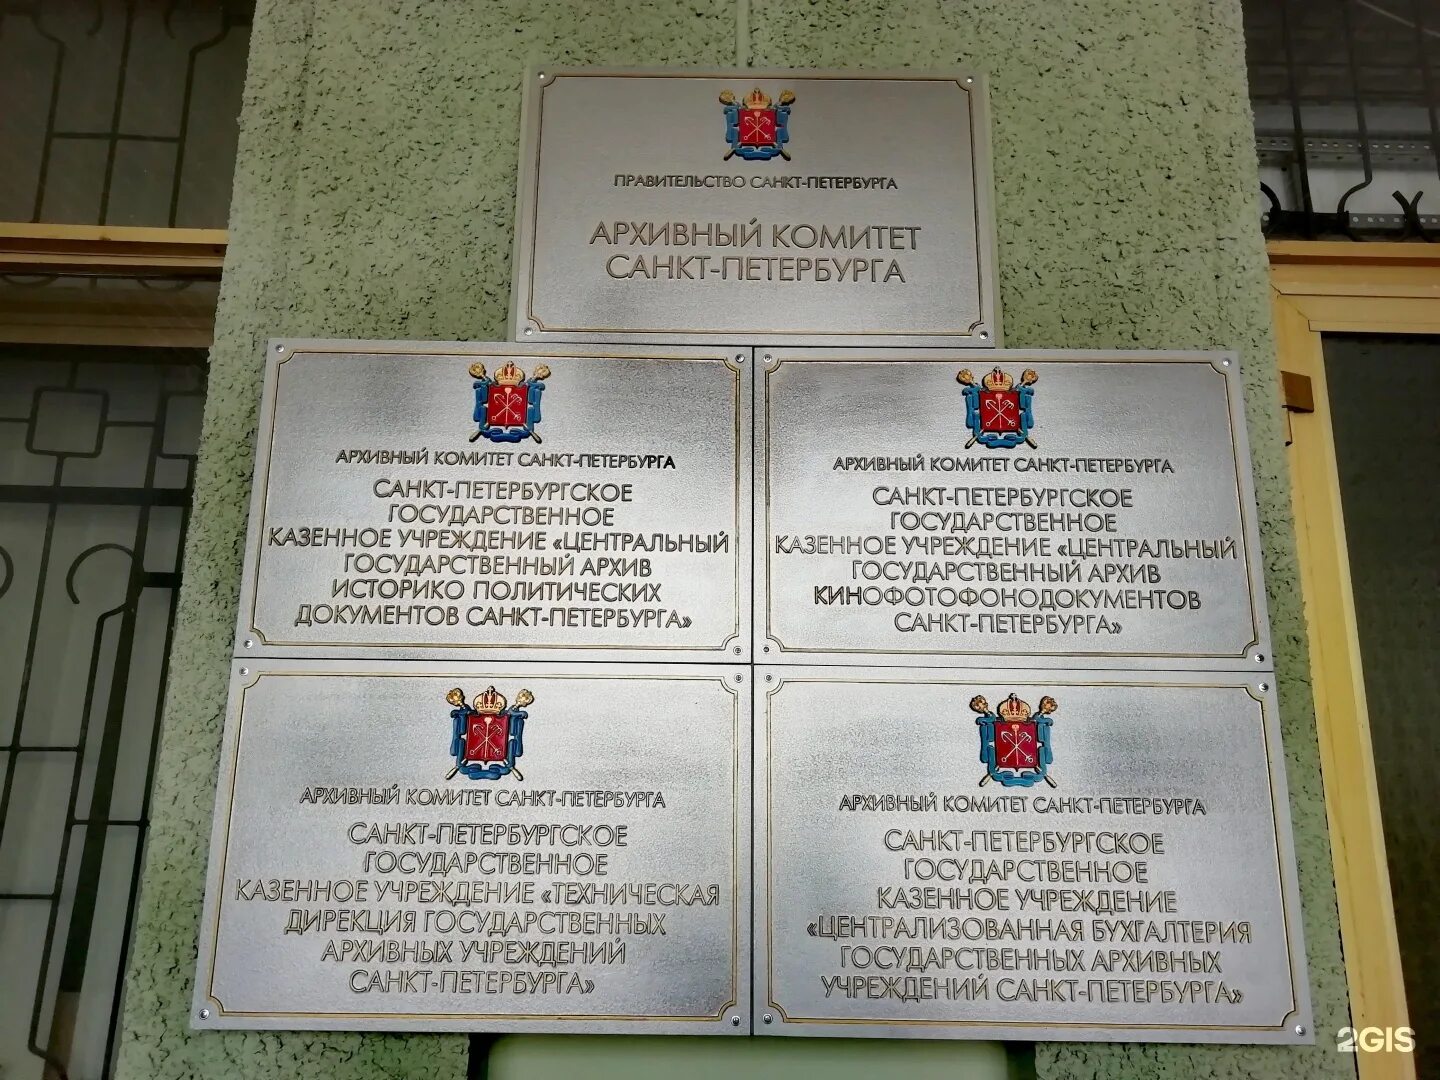 ПРАВИТЕЛЬСТВО САНКТ-ПЕТЕРБУРГА
АРХИВНЫЙ КОМИТЕТ
САНКТ-ПЕТЕРБУРГА
АРХИВНЫЙ КОМИТЕТ САНКТ-ПЕТЕРБУРГА
САНКТ-ПЕТЕРБУРГСКОЕ
ГОСУДАРСТВЕННОЕ
КАЗЕННОЕ УЧРЕЖДЕНИЕ «ЦЕНТРАЛЬНЫЙ
ГОСУДАРСТВЕННЫЙ АРХИВ
ИСТОРИКО ПОЛИТИЧЕСКИХ
ДОКУМЕНТОВ САНКТ-ПЕТЕРБУРГА»
АРХИВНЫЙ КОМИТЕТ САНКТ-ПЕТЕРБУРГА
САНКТ-ПЕТЕРБУРГСКОЕ
ГОСУДАРСТВЕННОЕ
КАЗЕННОЕ УЧРЕЖДЕНИЕ «ЦЕНТРАЛЬНЫЙ
ГОСУДАРСТВЕННЫЙ АРХИВ
КИНОФОТОФОНОДОКУМЕНТОВ
САНКТ-ПЕТЕРБУРГА»
АРХИВНЫЙ КОМИТЕТ САНКТ-ПЕТЕРБУРГА
САНКТ-ПЕТЕРБУРГСКОЕ
ГОСУДАРСТВЕННОЕ
КАЗЕННОЕ УЧРЕЖДЕНИЕ «ТЕХНИЧЕСКАЯ
ДИРЕКЦИЯ ГОСУДАРСТВЕННЫХ
АРХИВНЫХ УЧРЕЖДЕНИЙ
САНКТ-ПЕТЕРБУРГА»
АРХИВНЫЙ КОМИТЕТ САНКТ-ПЕТЕРБУРГА
САНКТ-ПЕТЕРБУРГСКОЕ
ГОСУДАРСТВЕННОЕ
КАЗЕННОЕ УЧРЕЖДЕНИЕ
«ЦЕНТРАЛИЗОВАННАЯ БУХГАЛТЕРИЯ
ГОСУДАРСТВЕННЫХ АРХИВНЫХ
УЧРЕЖДЕНИЙ САНКТ-ПЕТЕРБУРГА»
2GIS